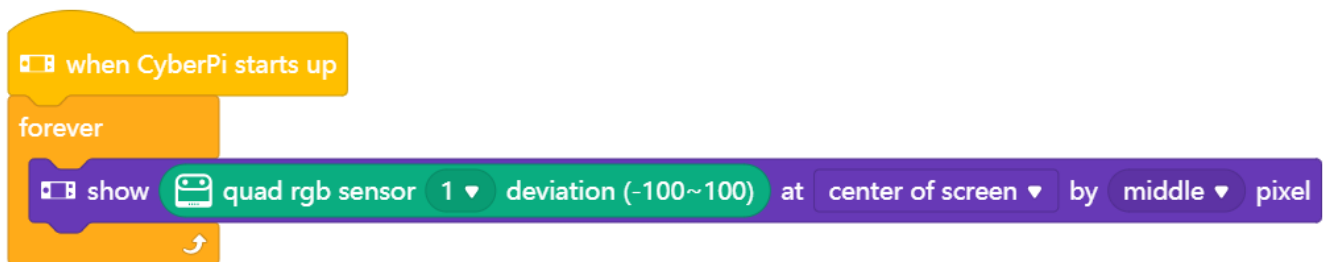 when CyberPi starts up
forever
show quad rgb sensor 1 ▼ deviation (-100~100) at center of screen ▼ by middle ▼ pixel